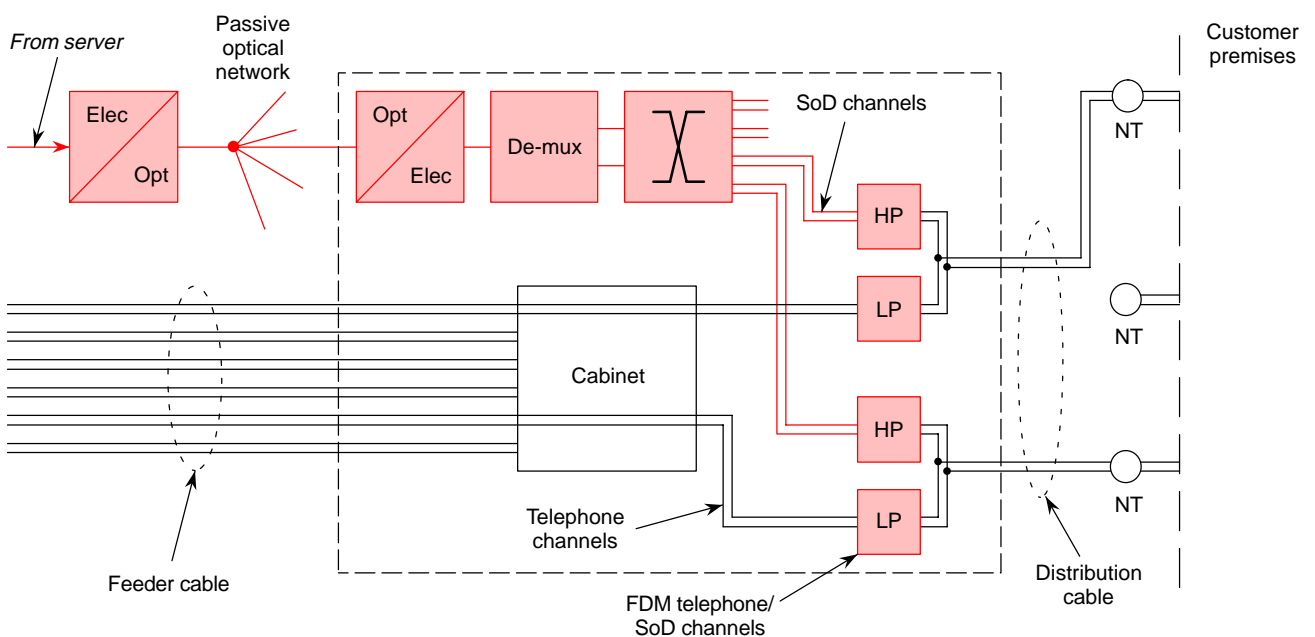 From server
Passive
optical
network
Customer
premises
Elec
Opt
Opt
Elec
De-mux
SoD channels
NT
HP
LP
NT
Cabinet
HP
NT
LP
Telephone
channels
Feeder cable
FDM telephone/
SoD channels
Distribution
cable